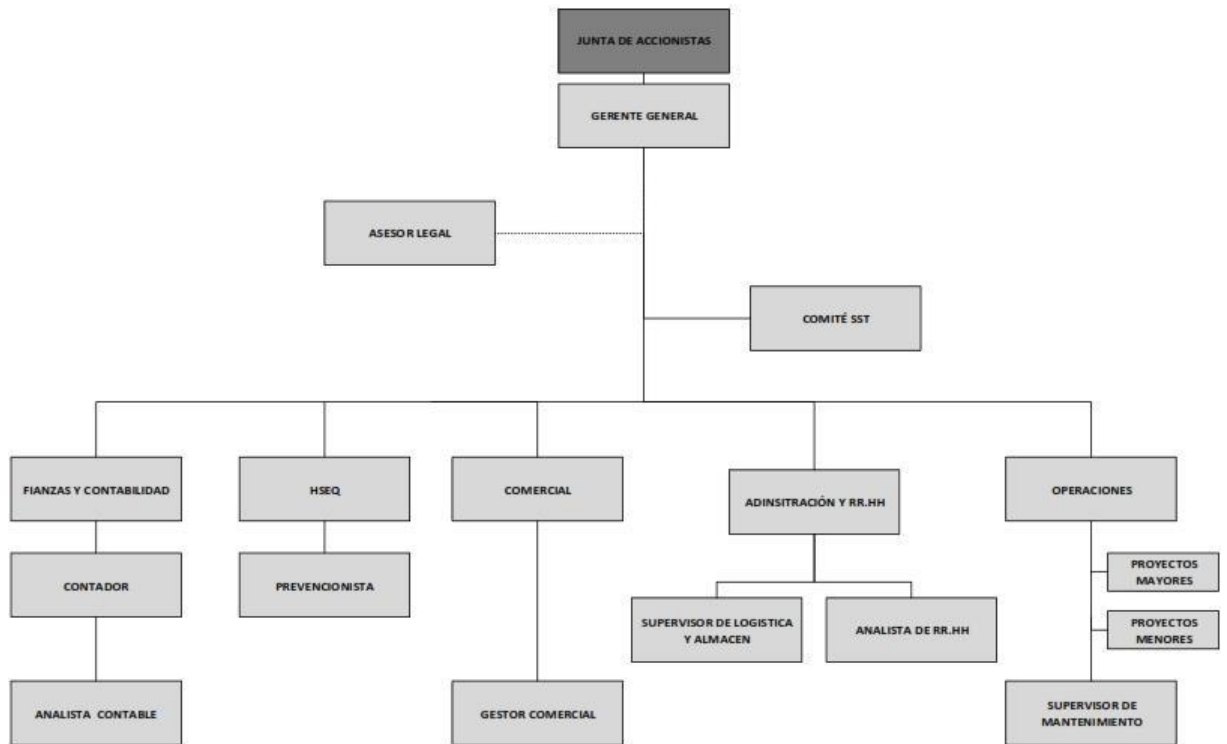 JUNTA DE ACCIONISTAS
GERENTE GENERAL
ASESOR LEGAL
COMITÉ SST
FIANZAS Y CONTABILIDAD
HSEQ
COMERCIAL
ADINSITRACIÓN Y RR.HH
OPERACIONES
CONTADOR
PREVENCIONISTA
PROYECTOS
MAYORES
SUPERVISOR DE LOGISTICA
Y ALMACEN
ANALISTA DE RR.HH
PROYECTOS
MENORES
ANALISTA CONTABLE
GESTOR COMERCIAL
SUPERVISOR DE
MANTENIMIENTO